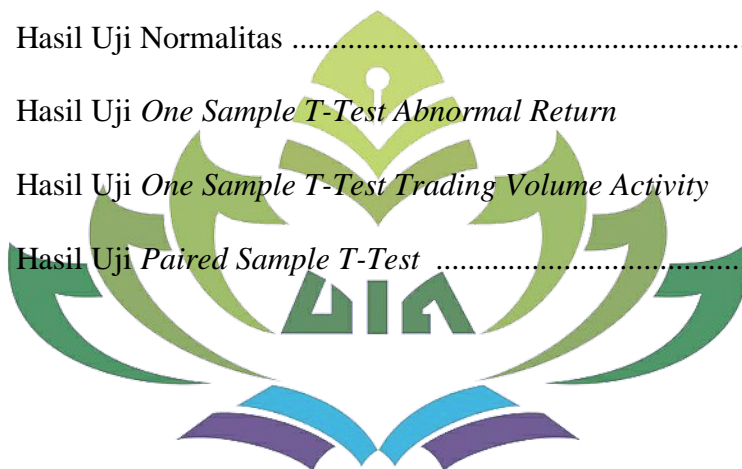 Hasil Uji Normalitas ......................................................
Hasil Uji One Sample T-Test Abnormal Return
Hasil Uji One Sample T-Test Trading Volume Activity
Hasil Uji Paired Sample T-Test .....................................
UIN